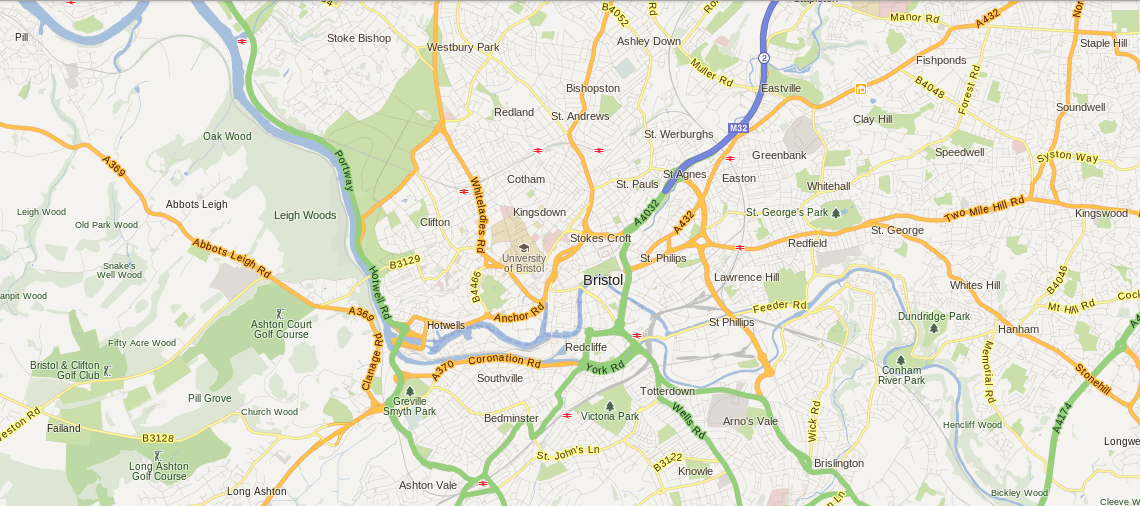 B4052
Rd
Manor Rd
A432
Pill
Stoke Bishop
Westbury Park
Ashley Down
Staple Hill
2
Fishponds
Muller Rd
Bishopston
Eastville
B4048
Forest Rd
Redland
St. Andrews
Soundwell
Clay Hill
Oak Wood
St. Werburghs
M32
Portway
Greenbank
Speedwell
Syston Way
A369
Cotham
St. Pauls
St Agnes
Easton
Whitehall
Abbots Leigh
Whiteladies Rd
Leigh Wood
Leigh Woods
Clifton
Kingsdown
A4032
A432
St. George's Park
Two Mile Hill Rd
Kingswood
Old Park Wood
Abbots Leigh Rd
Stokes Croft
Redfield
St. George
Snake's
Well Wood
B3129
University
of Bristol
St. Philips
Hotwell Rd
B4466
Bristol
Lawrence Hill
Whites Hill
B4046
anpit Wood
Feeder Rd
Mt Hill Rd
Cock
A369
Anchor Rd
Hotwells
St Phillips
Dundridge Park
Hanham
Ashton Court
Golf Course
Fifty Acre Wood
Clanage Rd
Redcliffe
Coronation Rd
A370
York Rd
Memorial Rd
Bristol & Clifton
Golf Club
Southville
Conham
River Park
Stonehill
Pill Grove
Greville
Smyth Park
Totterdown
Church Wood
Bedminster
Victoria Park
Wells Rd
Arno's Vale
Wick Rd
A4174
eston Rd
Failand
B3128
Hencliff Wood
Longwe
St. John's Ln
B3122
Long Ashton
Golf Course
Knowle
Brislington
Ashton Vale
Long Ashton
Bickley Wood
n Ln
Cleeve W